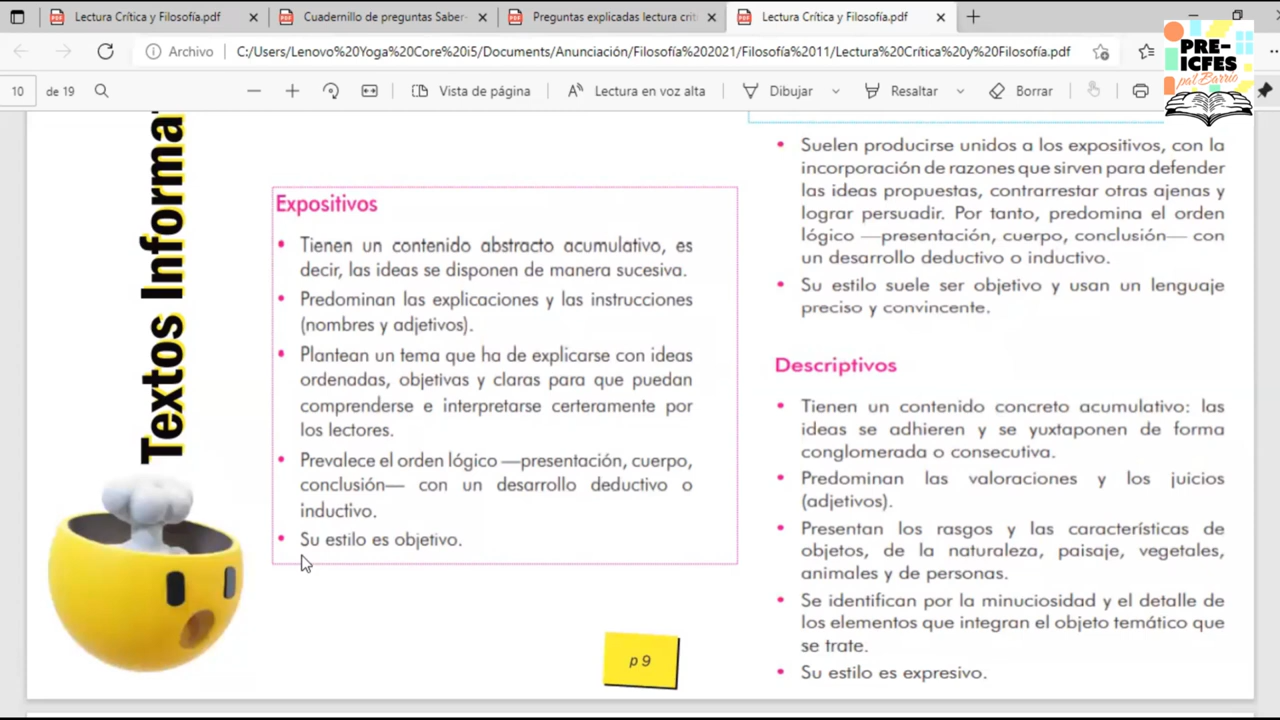 Lectura Crítica y Filosofía.pdf
Cuadernillo de preguntas Saber-
Preguntas explicadas lectura crit
Lectura Crítica y Filosofía.pdf
Archivo
C:/Users/Lenovo%20Yoga%20Core%20i5/Documents/Anunciación/Filosofía%202021/Filosofía%2011/Lectura%20Crítica%20y%20Filosofía.pdf
PRE-
ICFES
pal Barrio
10 de 19
Vista de página
Lectura en voz alta
Dibujar
Resaltar
Borrar
Textos Informa
Expositivos
• Tienen un contenido abstracto acumulativo, es
decir, las ideas se disponen de manera sucesiva.
• Predominan las explicaciones y las instrucciones
(nombres y adjetivos).
• Plantean un tema que ha de explicarse con ideas
ordenadas, objetivas y claras para que puedan
comprenderse e interpretarse certeramente por
los lectores.
• Prevalece el orden lógico —presentación, cuerpo,
conclusión— con un desarrollo deductivo o
inductivo.
• Su estilo es objetivo.
p 9
• Suelen producirse unidos a los expositivos, con la
incorporación de razones que sirven para defender
las ideas propuestas, contrarrestar otras ajenas y
lograr persuadir. Por tanto, predomina el orden
lógico —presentación, cuerpo, conclusión— con
un desarrollo deductivo o inductivo.
• Su estilo suele ser objetivo y usan un lenguaje
preciso y convincente.
Descriptivos
• Tienen un contenido concreto acumulativo: las
ideas se adhieren y se yuxtaponen de forma
conglomerada o consecutiva.
• Predominan las valoraciones y los juicios
(adjetivos).
• Presentan los rasgos y las características de
objetos, de la naturaleza, paisaje, vegetales,
animales y de personas.
• Se identifican por la minuciosidad y el detalle de
los elementos que integran el objeto temático que
se trate.
• Su estilo es expresivo.